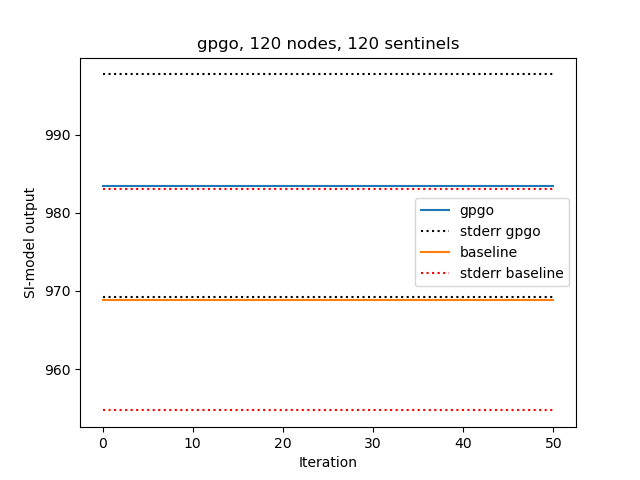 gpgo, 120 nodes, 120 sentinels
990
980
970
960
SI-model output
gpgo
stderr gpgo
baseline
stderr baseline
0 10 20 30 40 50
Iteration